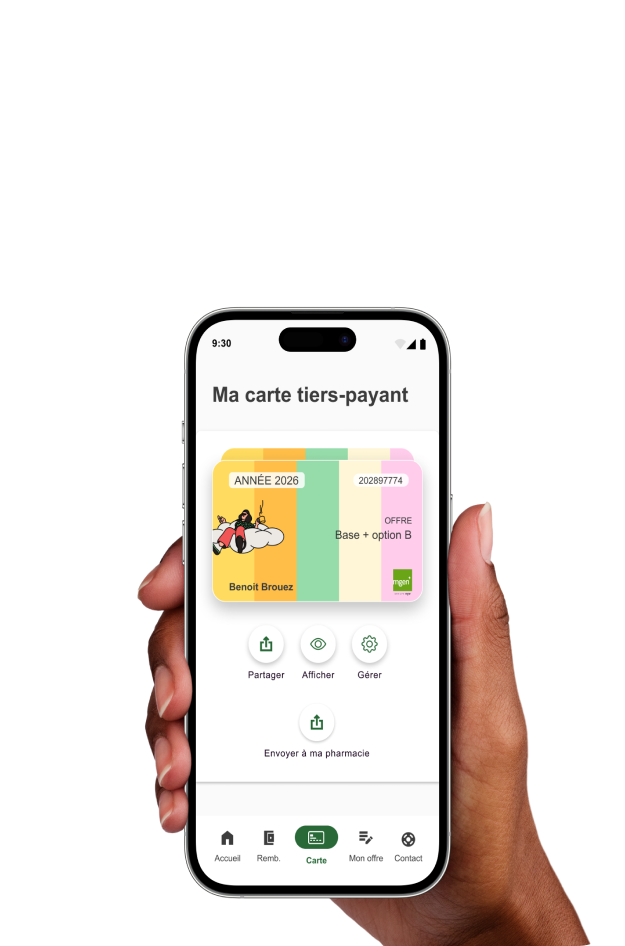 9:30
Ma carte tiers-payant
ANNÉE 2026
202897774
OFFRE
Base + option B
Benoit Brouez
mgen
Partager
Afficher
Gérer
Envoyer à ma pharmacie
Accueil
Remb.
Carte
Mon offre
Contact